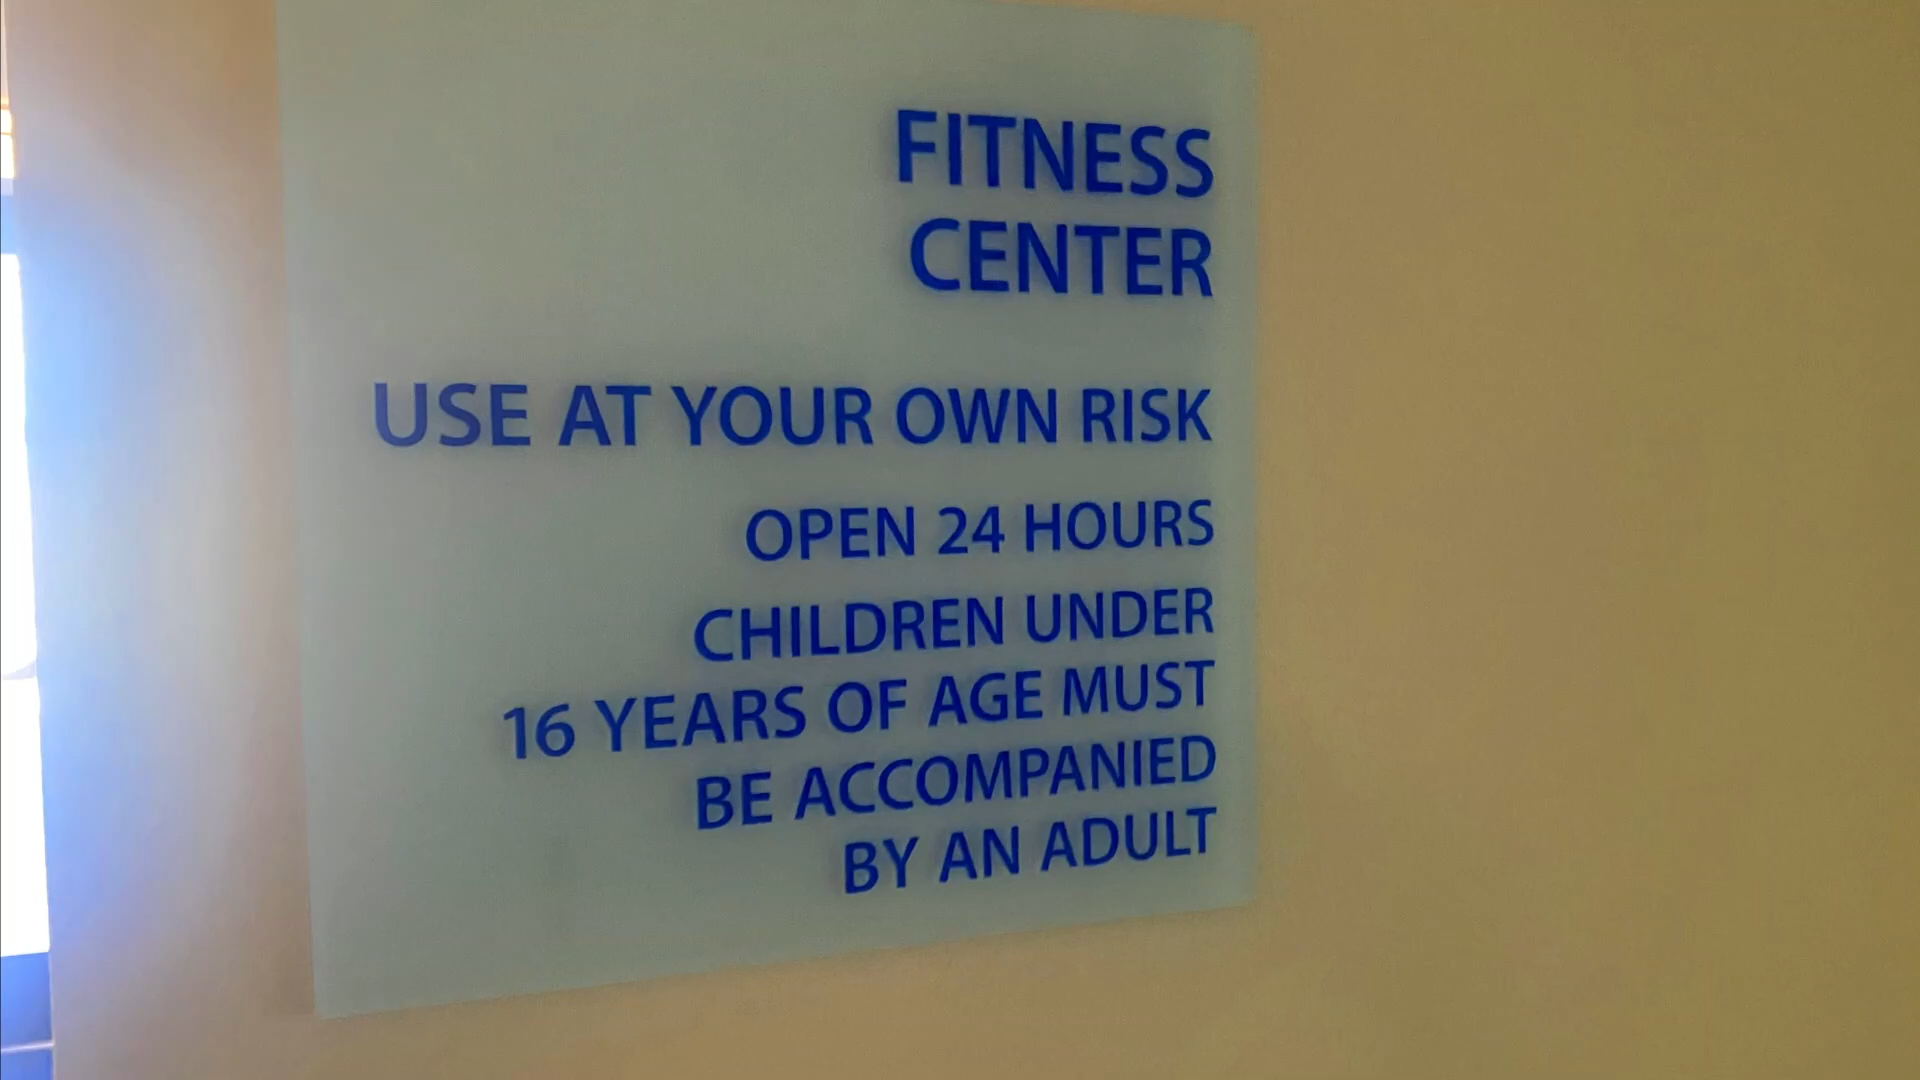 FITNESS
CENTER
USE AT YOUR OWN RISK
OPEN 24 HOURS
CHILDREN UNDER
16 YEARS OF AGE MUST
BE ACCOMPANIED
BY AN ADULT